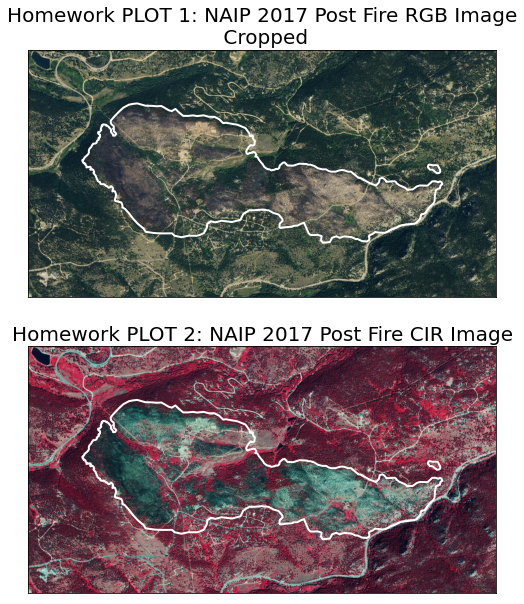 Homework PLOT 1: NAIP 2017 Post Fire RGB Image
Cropped
Homework PLOT 2: NAIP 2017 Post Fire CIR Image